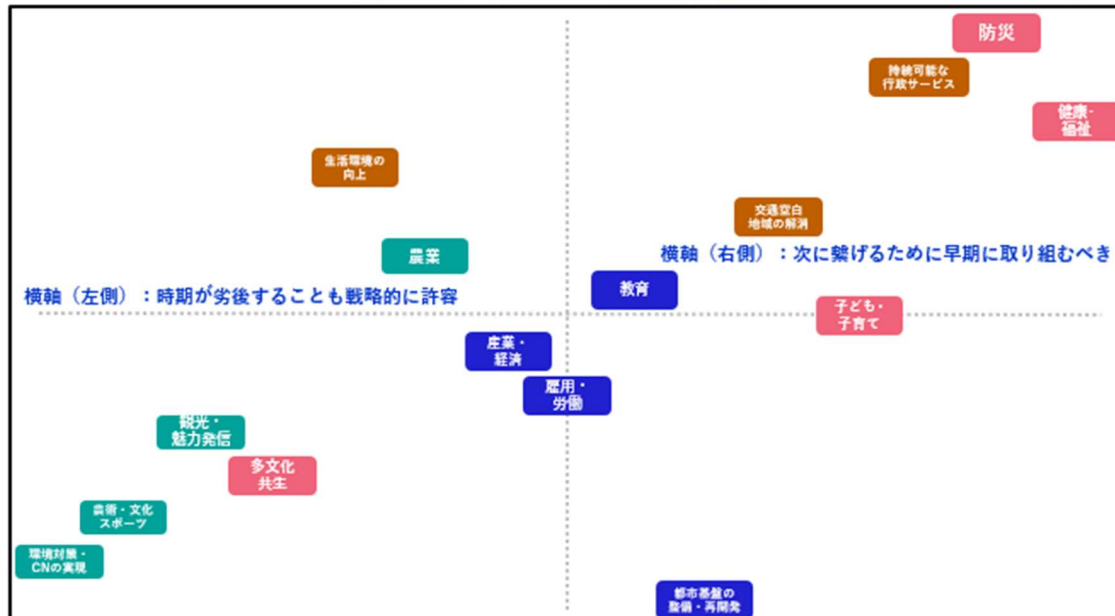 防災
持続可能な
行政サービス
健康・
福祉
生活環境の
向上
交通空白
地域の解消
農業
横軸（右側）：次に繋げるために早期に取り組むべき
教育
横軸（左側）：時期が劣後することも戦略的に許容
子ども・
子育て
産業・
経済
雇用・
労働
観光・
魅力発信
多文化
共生
芸術・文化
スポーツ
環境対策・
CNの実現
都市基盤の
整備・再開発